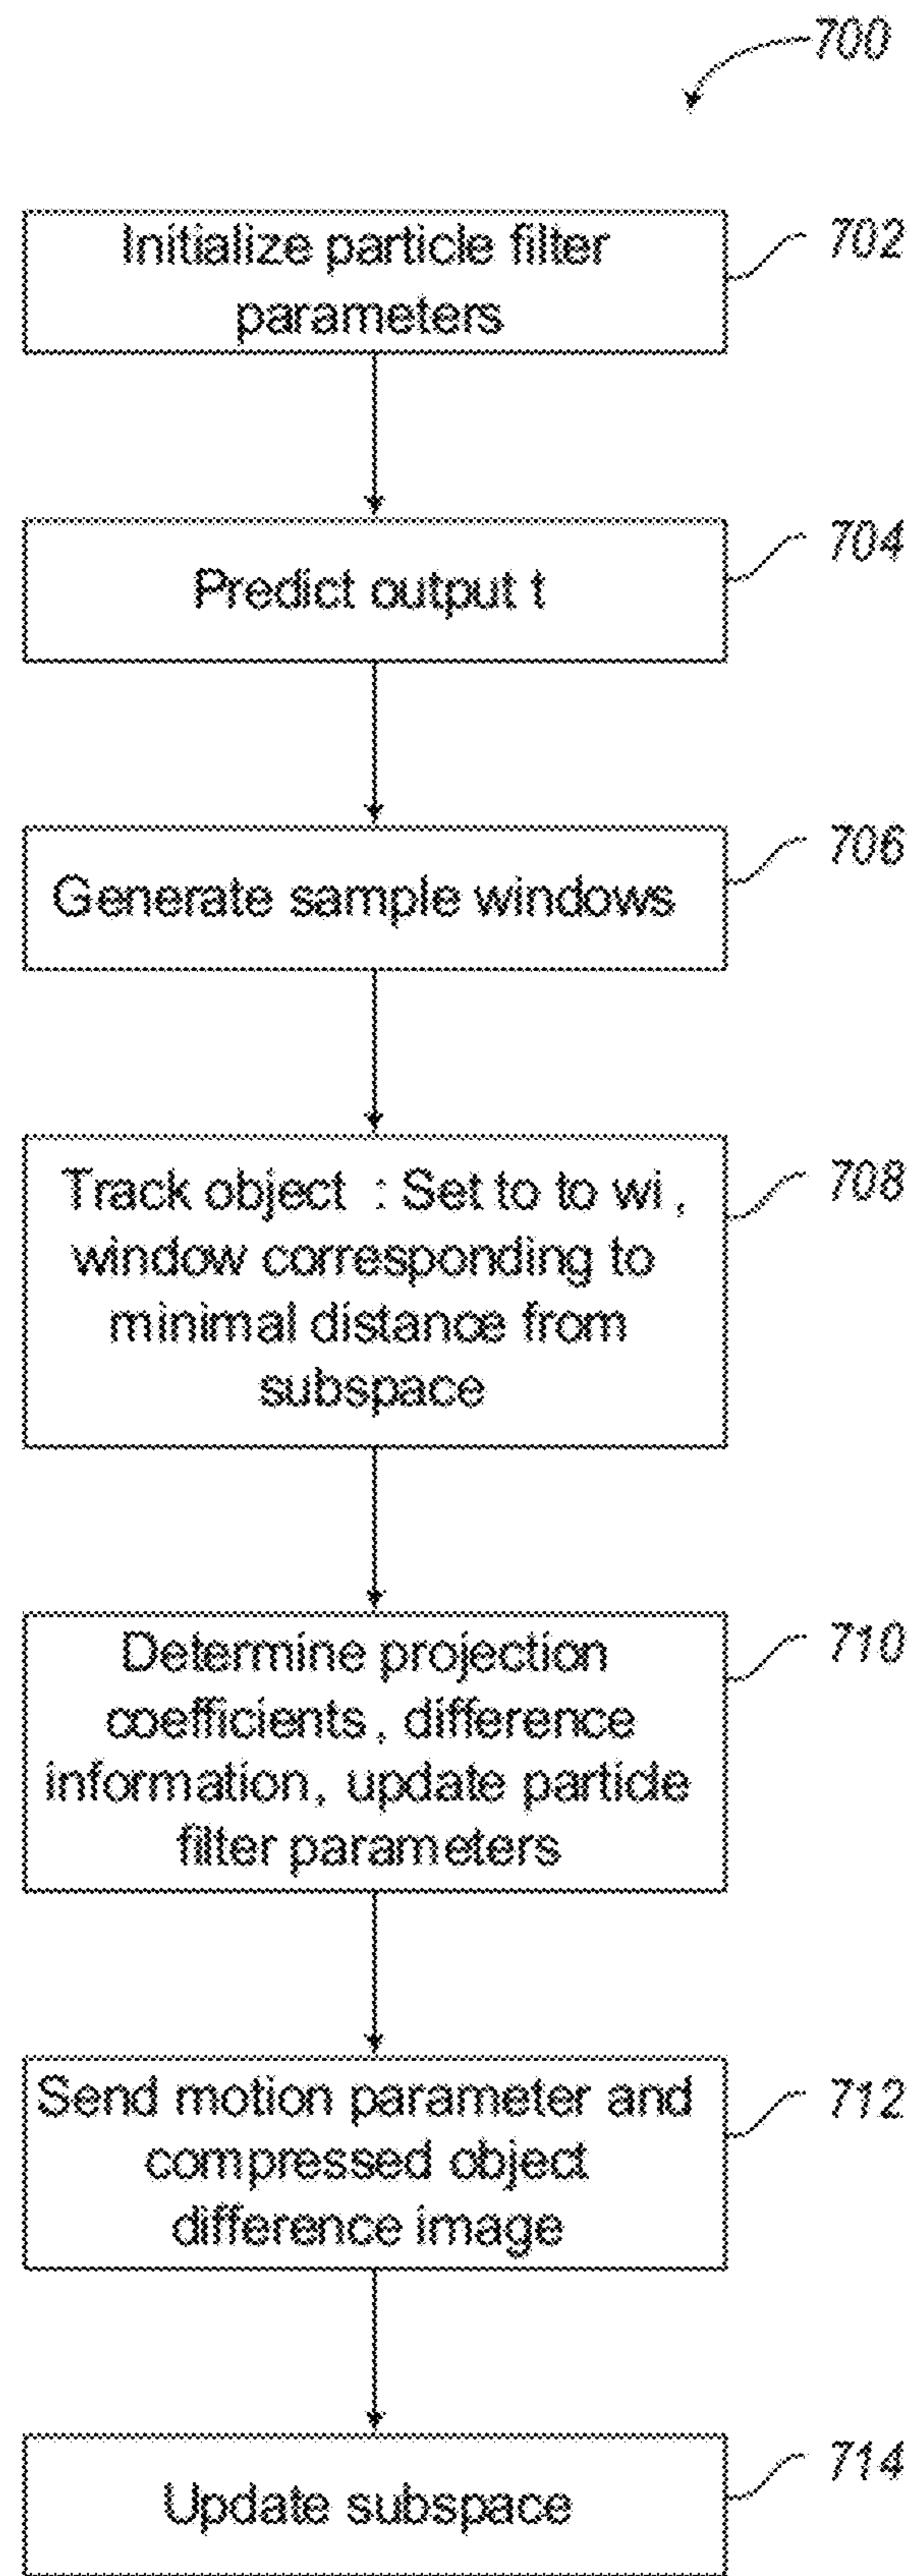 700
Initialize particle filter
parameters
702
Predict output t
704
Generate sample windows
706
Track object : Set to to wi,
window corresponding to
minimal distance from
subspace
708
Determine projection
coefficients, difference
information, update particle
filter parameters
710
Send motion parameter and
compressed object
difference image
712
Update subspace
714